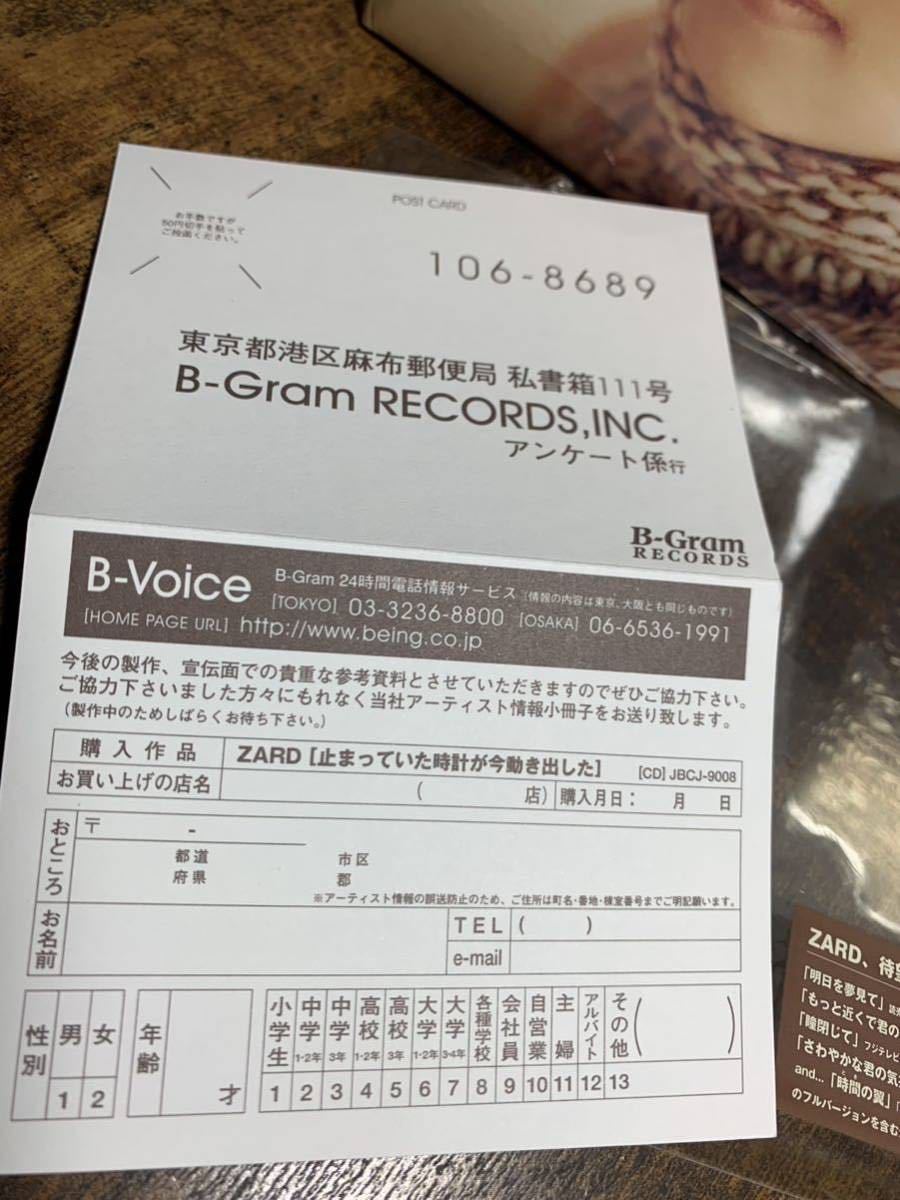 POST CARD
お手数ですが
50円切手を貼って
ご投函ください。
106-8689
東京都港区麻布郵便局 私書箱111号
B-Gram RECORDS,INC.
アンケート係行
B-Gram
RECORDS
B-Voice B-Gram 24時間電話情報サービス [情報の内容は東京、大阪とも同じものです]
[TOKYO] 03-3236-8800 [OSAKA] 06-6536-1991
[HOME PAGE URL] http://www.being.co.jp
今後の製作、宣伝面での貴重な参考資料とさせていただきますのでぜひご協力下さい。
ご協力下さいました方々にもれなく当社アーティスト情報小冊子をお送り致します。
(製作中のためしばらくお待ち下さい。)
購入作品 ZARD [止まっていた時計が今動き出した] [CD] JBCJ-9008
お買い上げの店名 ( 店) 購入月日: 月 日
おところ 〒 -
都道 市区
府県 郡
※アーティスト情報の誤送防止のため、ご住所は町名・番地・棟室番号までご明記願います。
お名前 TEL ( )
e-mail
性別 男 女 年齢 才
1 2
小学生 中学1-2年 中学3年 高校1-2年 高校3年 大学1-2年 大学3-4年 各種学校 会社員 自営業 主婦 アルバイト その他 ( )
1 2 3 4 5 6 7 8 9 10 11 12 13
ZARD、待望
「明日を夢見て」読売
「もっと近くで君の
「瞳閉じて」フジテレビ
「さわやかな君の気
and...「時間の翼」「
のフルバージョンを含む